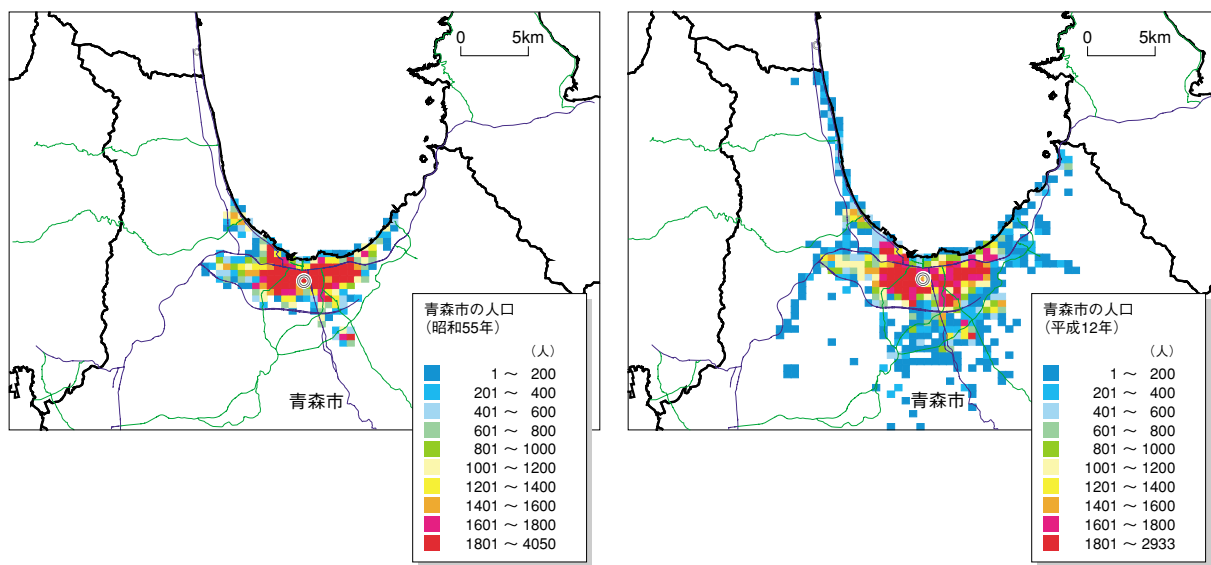 0 5km
青森市
青森市の人口
（昭和55年）
（人）
1 ～ 200
201 ～ 400
401 ～ 600
601 ～ 800
801 ～ 1000
1001 ～ 1200
1201 ～ 1400
1401 ～ 1600
1601 ～ 1800
1801 ～ 4050
0 5km
青森市
青森市の人口
（平成12年）
（人）
1 ～ 200
201 ～ 400
401 ～ 600
601 ～ 800
801 ～ 1000
1001 ～ 1200
1201 ～ 1400
1401 ～ 1600
1601 ～ 1800
1801 ～ 2933